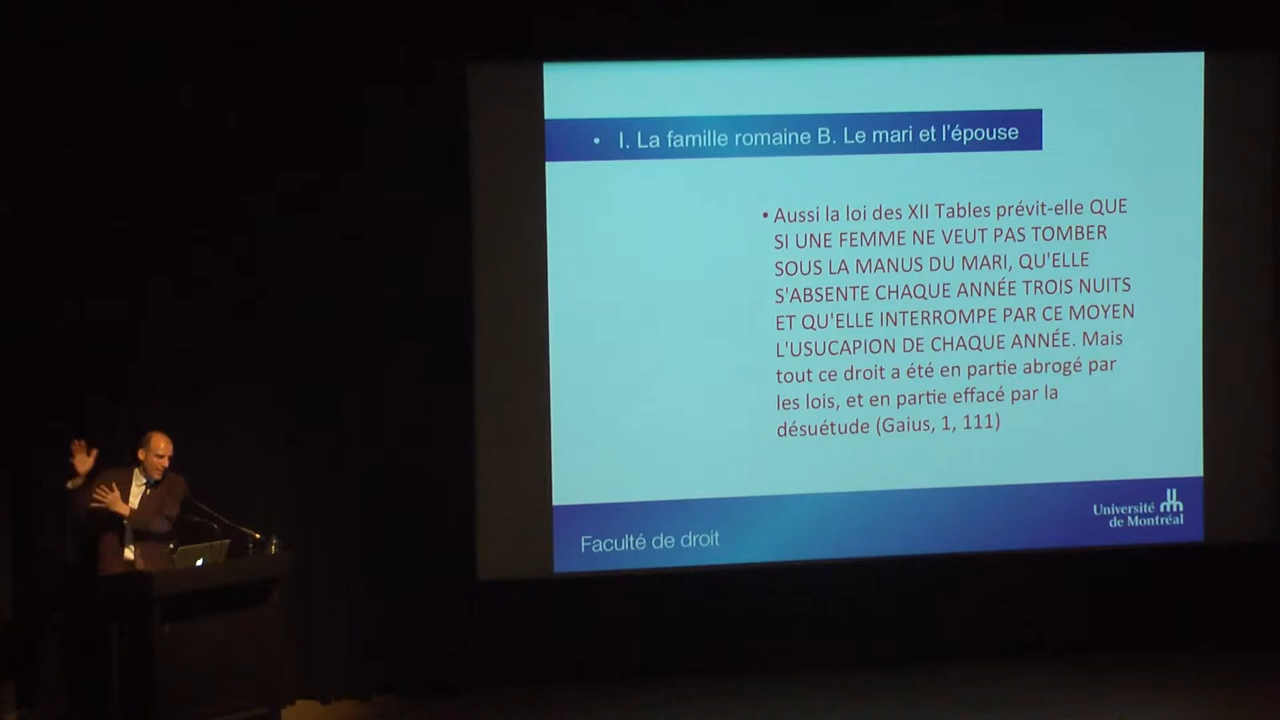 • I. La famille romaine B. Le mari et l'épouse
• Aussi la loi des XII Tables prévit-elle QUE
SI UNE FEMME NE VEUT PAS TOMBER
SOUS LA MANUS DU MARI, QU'ELLE
S'ABSENTE CHAQUE ANNÉE TROIS NUITS
ET QU'ELLE INTERROMPE PAR CE MOYEN
L'USUCAPION DE CHAQUE ANNÉE. Mais
tout ce droit a été en partie abrogé par
les lois, et en partie effacé par la
désuétude (Gaius, 1, 111)
Faculté de droit
Université
de Montréal